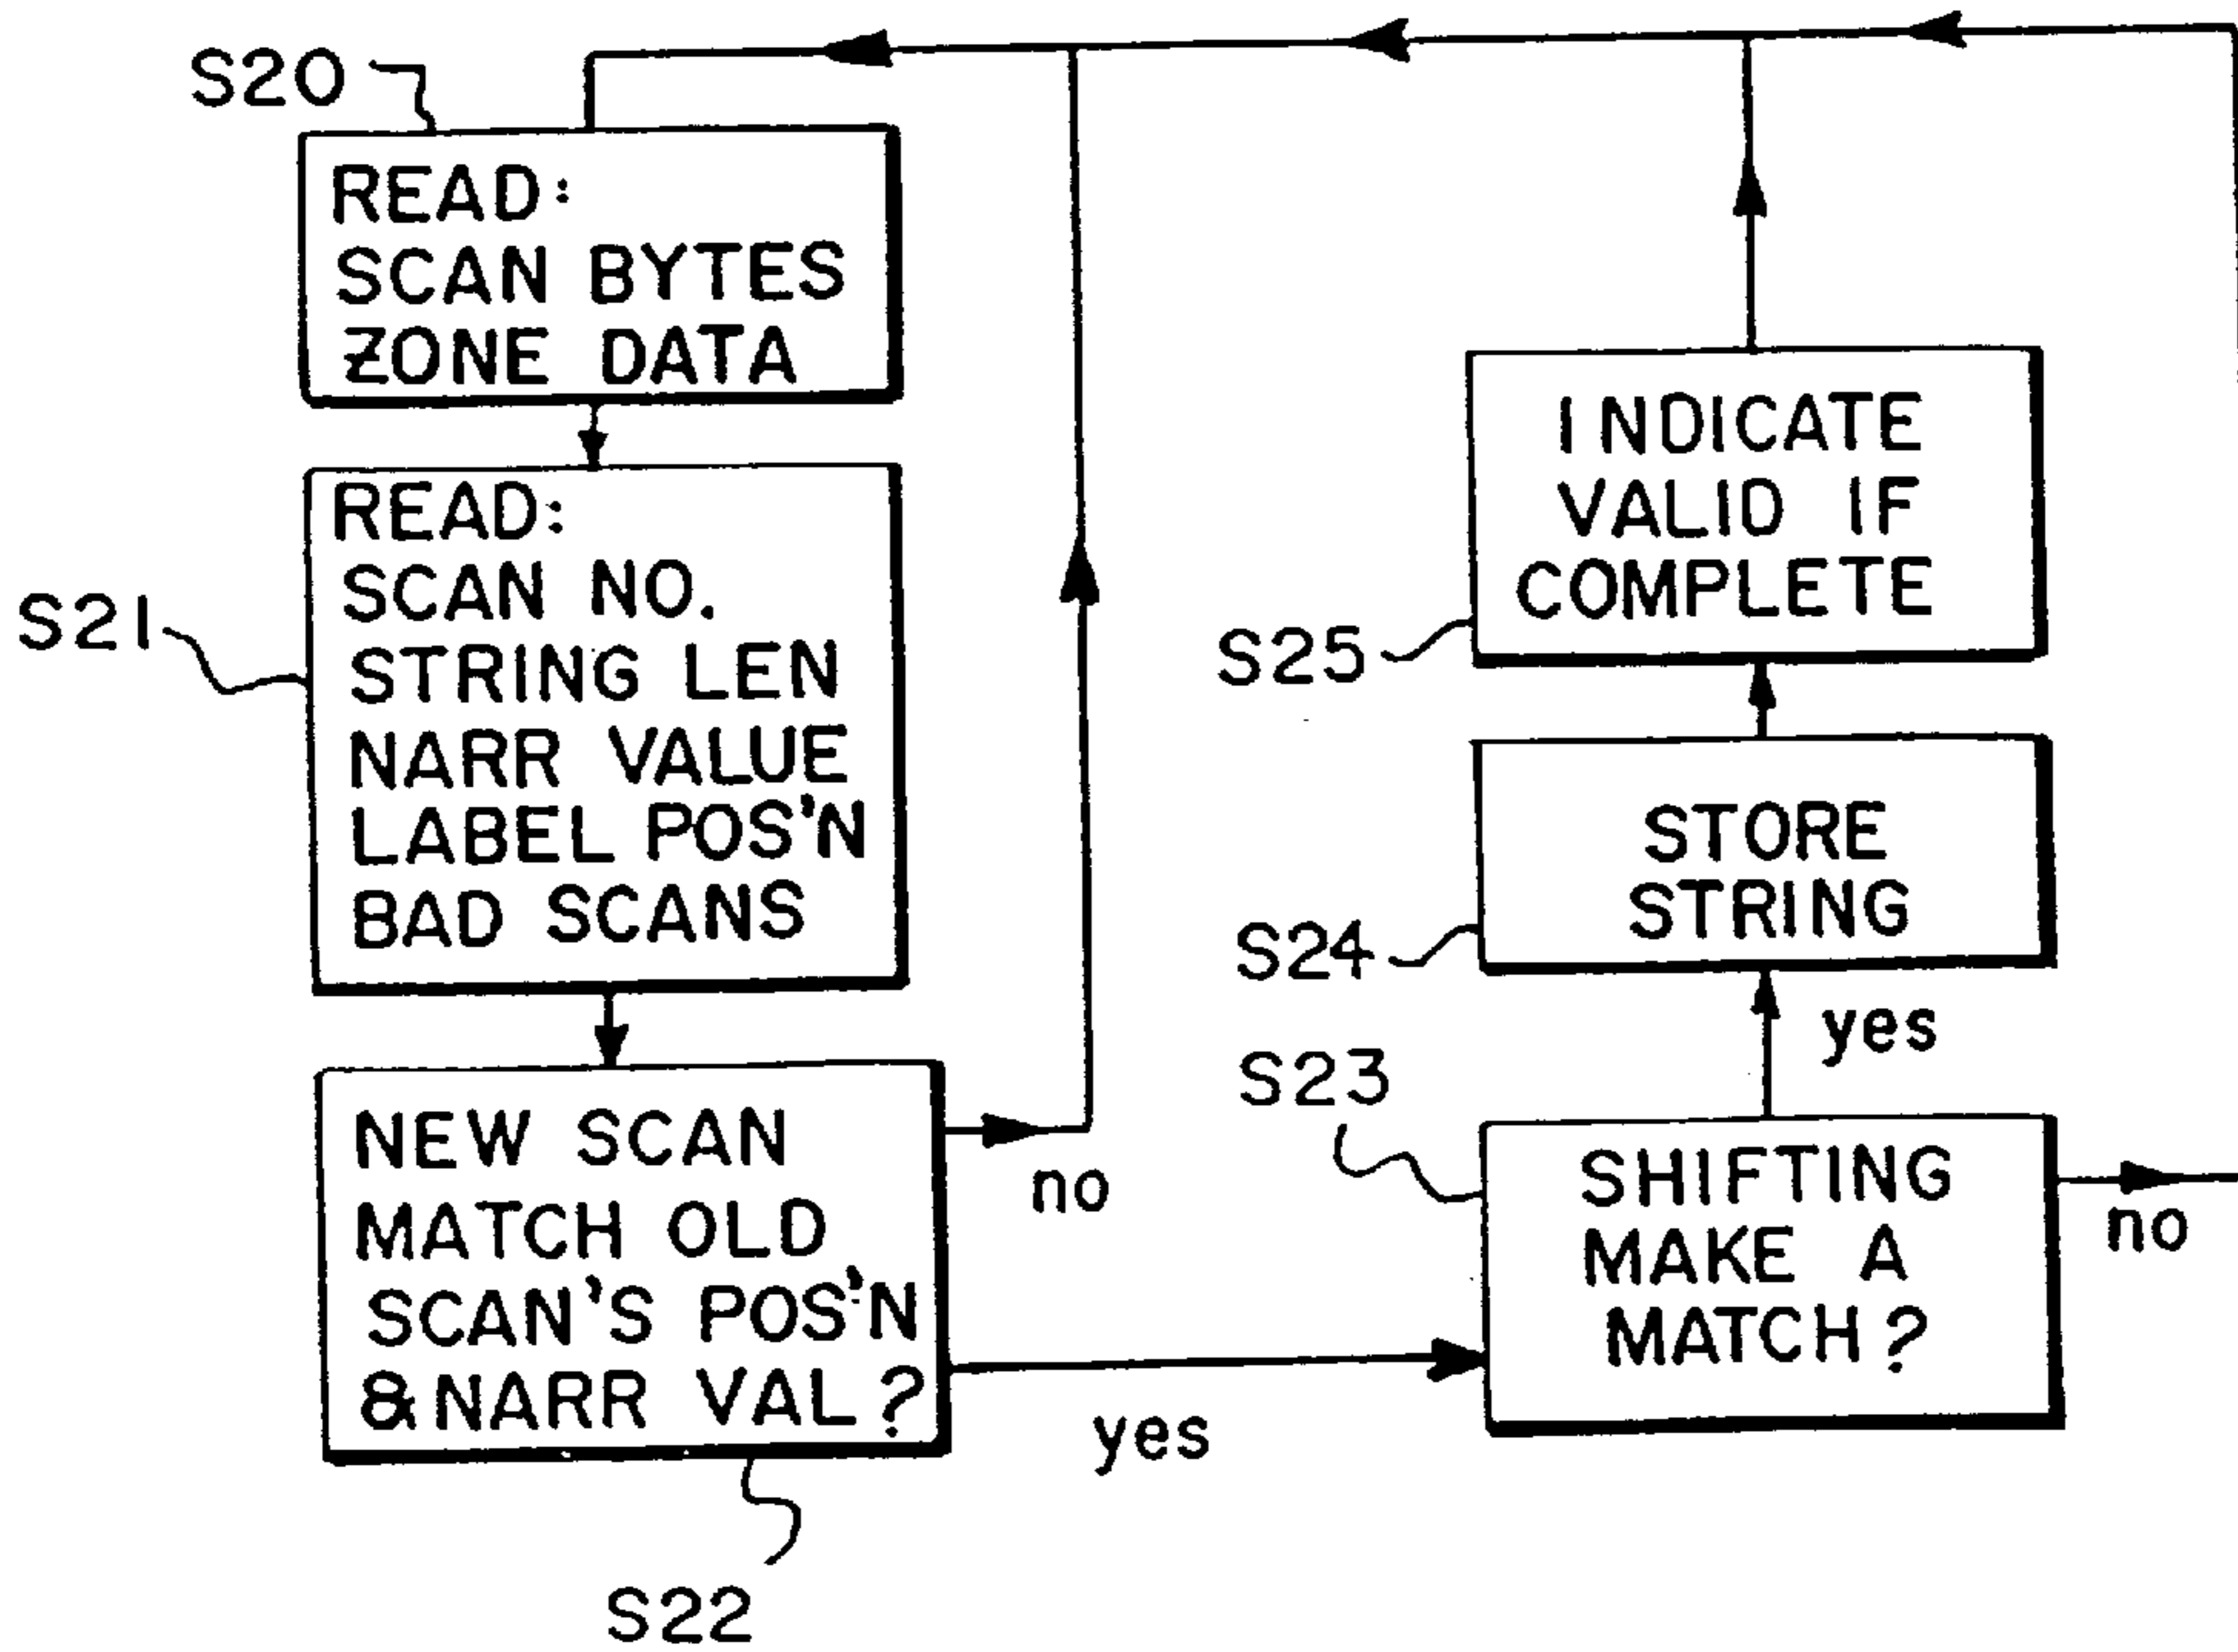 S20
READ:
SCAN BYTES
ZONE DATA
S21
READ:
SCAN NO.
STRING LEN
NARR VALUE
LABEL POS'N
BAD SCANS
NEW SCAN
MATCH OLD
SCAN'S POS'N
& NARR VAL?
S22
no
yes
S25
INDICATE
VALID IF
COMPLETE
S24
STORE
STRING
yes
S23
SHIFTING
MAKE A
MATCH?
no